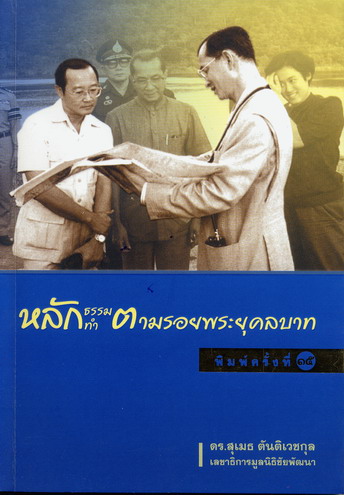 หลักธรรม ตามรอยพระยุคลบาท
ทำ
พิมพ์ครั้งที่ ๑๕
ดร.สุเมธ ตันติเวชกุล
เลขาธิการมูลนิธิชัยพัฒนา